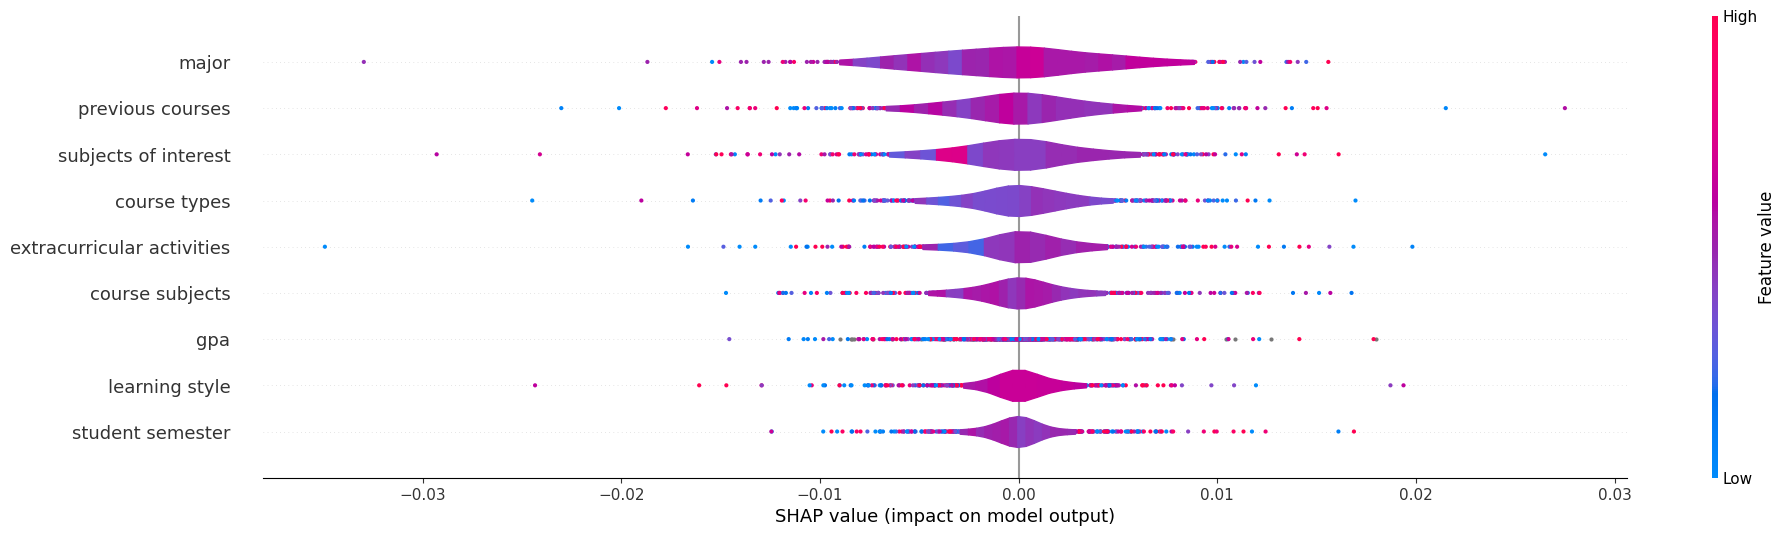 major
previous courses
subjects of interest
course types
extracurricular activities
course subjects
gpa
learning style
student semester
−0.03 −0.02 −0.01 0.00 0.01 0.02 0.03
SHAP value (impact on model output)
High
Feature value
Low